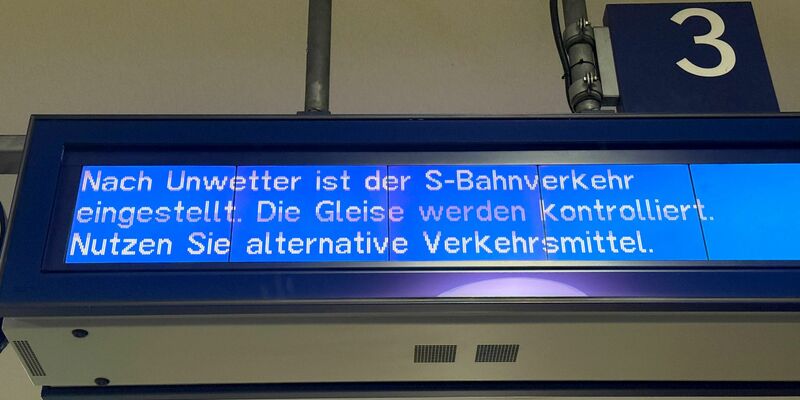 3
Nach Unwetter ist der S-Bahnverkehr
eingestellt. Die Gleise werden kontrolliert.
Nutzen Sie alternative Verkehrsmittel.